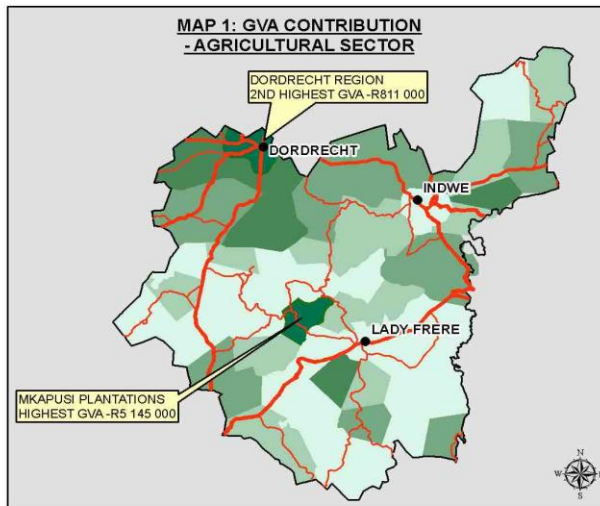 MAP 1: GVA CONTRIBUTION
- AGRICULTURAL SECTOR
DORDRECHT REGION
2ND HIGHEST GVA -R811 000
DORDRECHT
INDWE
LADY FRERE
MKAPUSI PLANTATIONS
HIGHEST GVA -R5 145 000
N
W
E
S